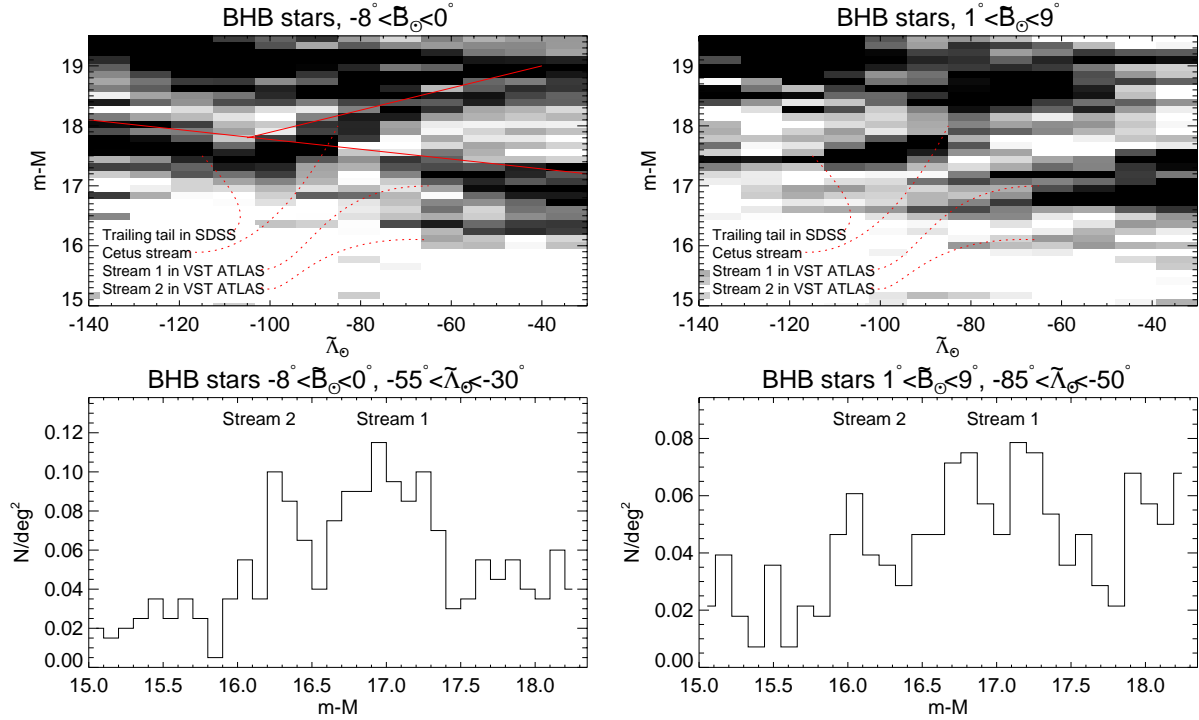 BHB stars, -8°<B̃☉<0°
19
18
17
16
15
m-M
Trailing tail in SDSS
Cetus stream
Stream 1 in VST ATLAS
Stream 2 in VST ATLAS
-140 -120 -100 -80 -60 -40
Λ̃☉
BHB stars, 1°<B̃☉<9°
19
18
17
16
15
m-M
Trailing tail in SDSS
Cetus stream
Stream 1 in VST ATLAS
Stream 2 in VST ATLAS
-140 -120 -100 -80 -60 -40
Λ̃☉
BHB stars -8°<B̃☉<0°, -55°<Λ̃☉<-30°
Stream 2 Stream 1
0.12
0.10
0.08
0.06
0.04
0.02
0.00
N/deg²
15.0 15.5 16.0 16.5 17.0 17.5 18.0
m-M
BHB stars 1°<B̃☉<9°, -85°<Λ̃☉<-50°
Stream 2 Stream 1
0.08
0.06
0.04
0.02
0.00
N/deg²
15.0 15.5 16.0 16.5 17.0 17.5 18.0
m-M